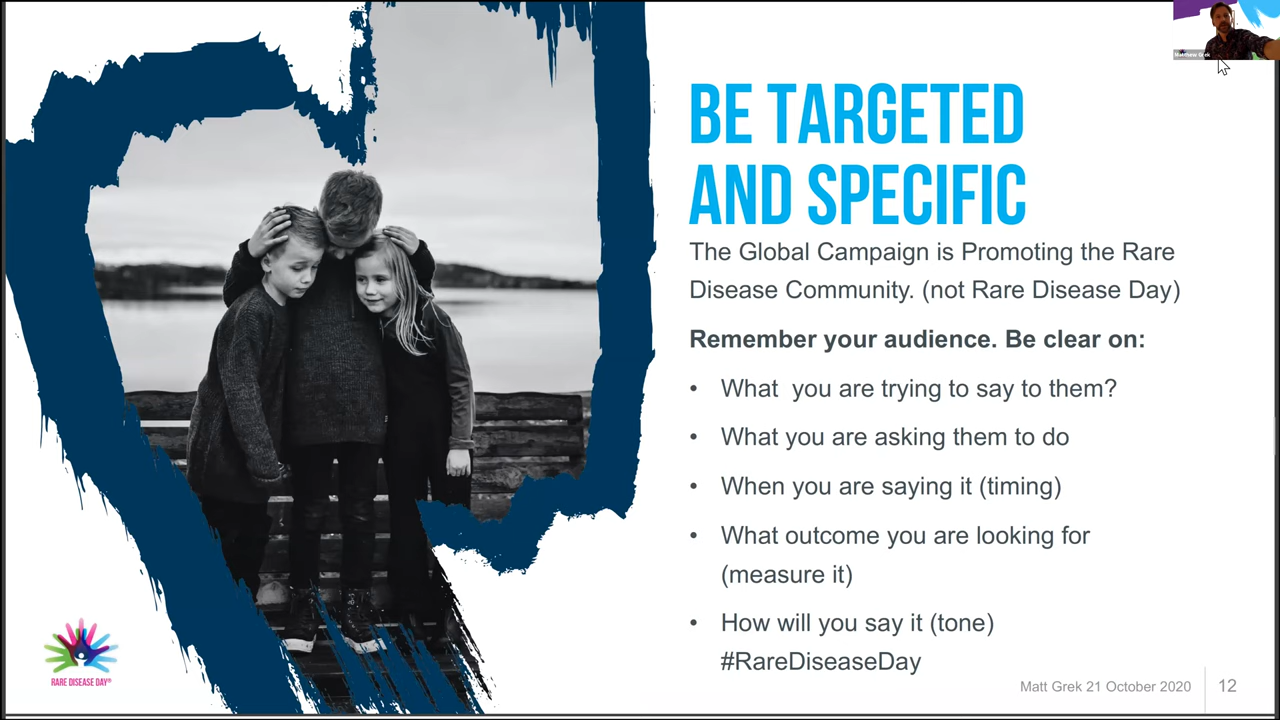 Matthew Grek
BE TARGETED
AND SPECIFIC
The Global Campaign is Promoting the Rare
Disease Community. (not Rare Disease Day)
Remember your audience. Be clear on:
• What  you are trying to say to them?
• What you are asking them to do
• When you are saying it (timing)
• What outcome you are looking for
(measure it)
• How will you say it (tone)
#RareDiseaseDay
RARE DISEASE DAY®
Matt Grek 21 October 2020
12